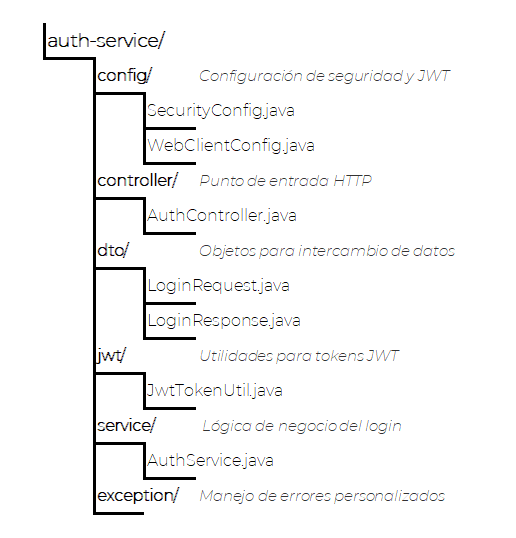 auth-service/
config/ Configuración de seguridad y JWT
SecurityConfig.java
WebClientConfig.java
controller/ Punto de entrada HTTP
AuthController.java
dto/ Objetos para intercambio de datos
LoginRequest.java
LoginResponse.java
jwt/ Utilidades para tokens JWT
JwtTokenUtil.java
service/ Lógica de negocio del login
AuthService.java
exception/ Manejo de errores personalizados